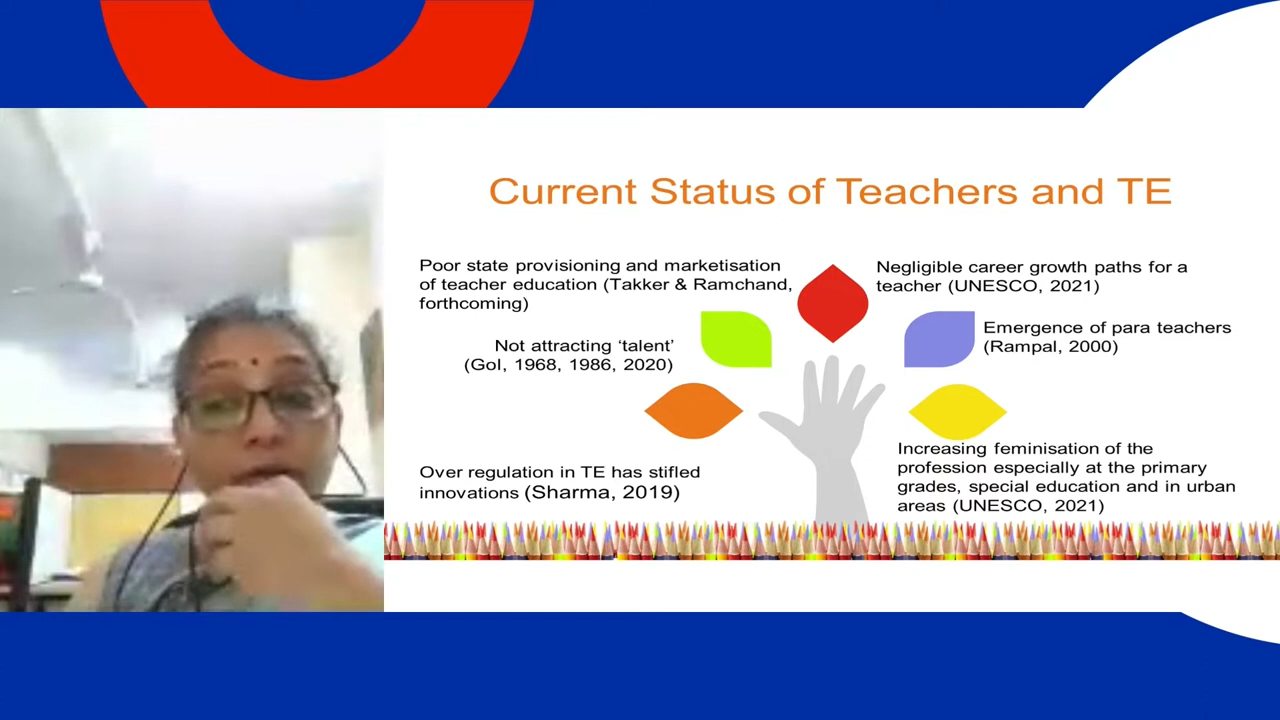 Current Status of Teachers and TE
Poor state provisioning and marketisation
of teacher education (Takker & Ramchand,
forthcoming)
Not attracting ‘talent’
(GoI, 1968, 1986, 2020)
Over regulation in TE has stifled
innovations (Sharma, 2019)
Negligible career growth paths for a
teacher (UNESCO, 2021)
Emergence of para teachers
(Rampal, 2000)
Increasing feminisation of the
profession especially at the primary
grades, special education and in urban
areas (UNESCO, 2021)